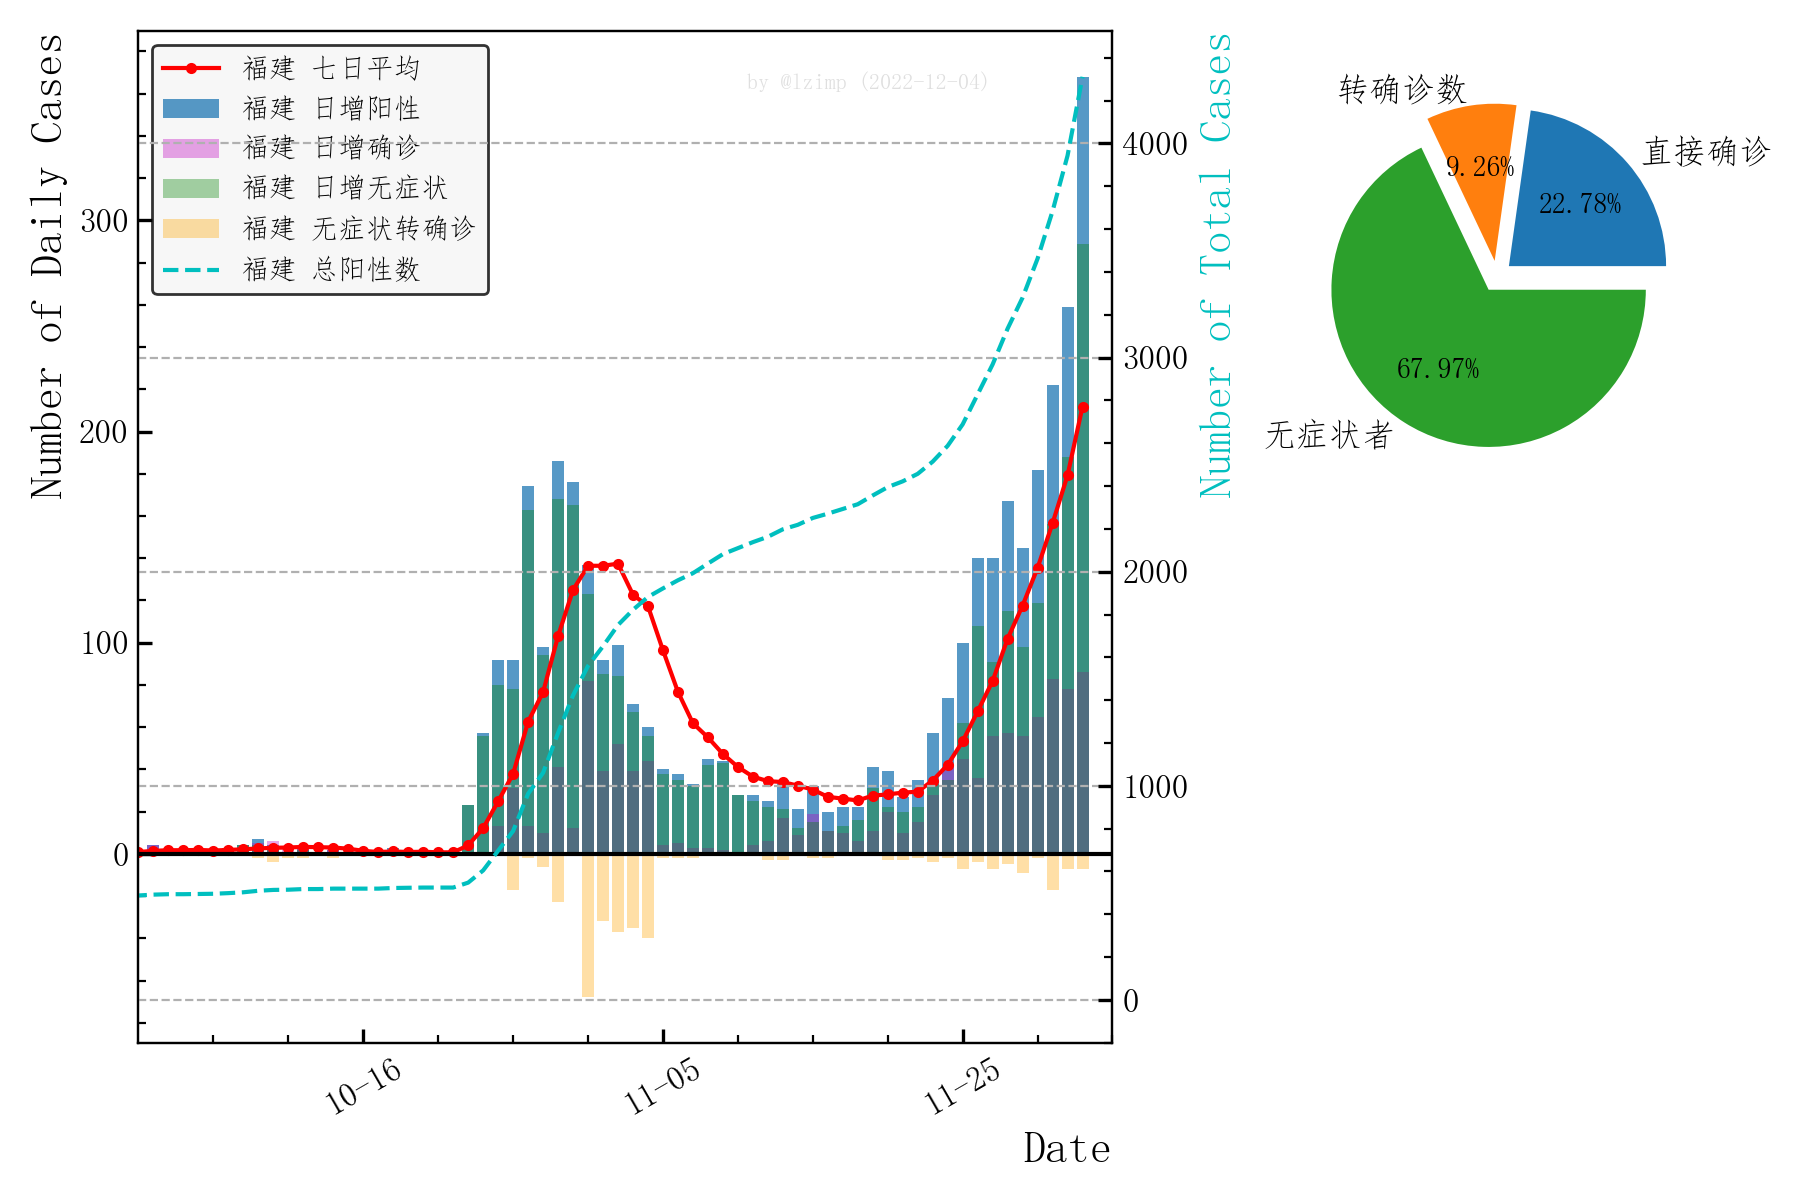 Number of Daily Cases
福建 七日平均
福建 日增阳性
福建 日增确诊
福建 日增无症状
福建 无症状转确诊
福建 总阳性数
by @lzimp (2022-12-04)
300
200
100
0
4000
3000
2000
1000
0
Number of Total Cases
10-16
11-05
11-25
Date
转确诊数
直接确诊
9.26%
22.78%
67.97%
无症状者